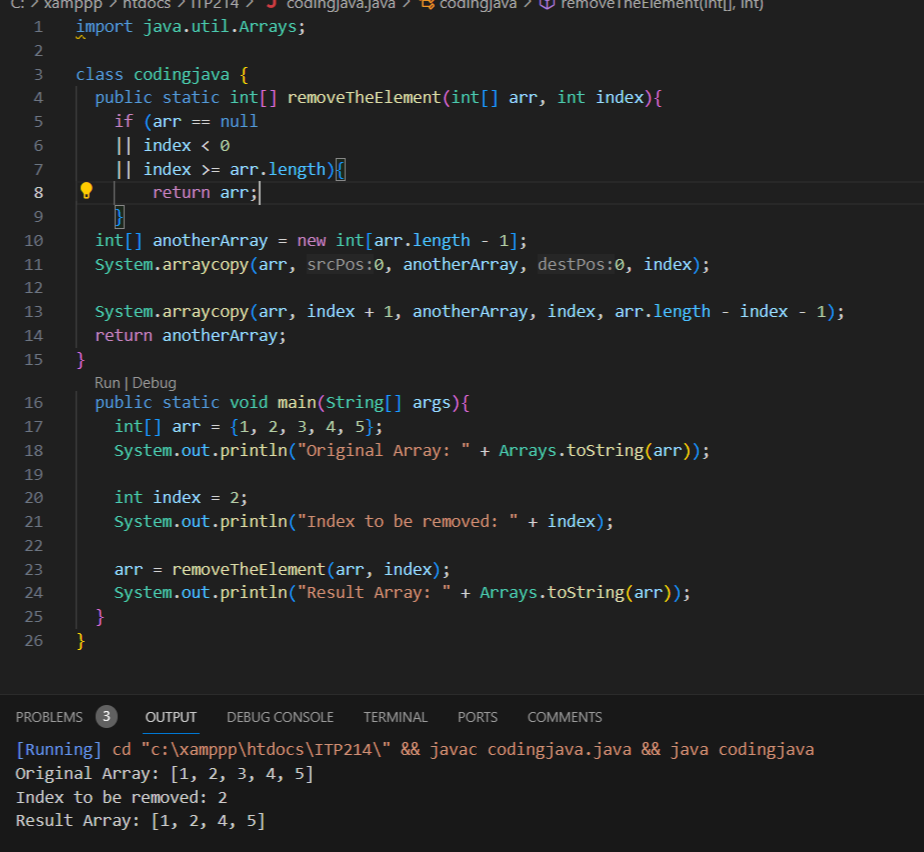 C: > xamppp > htdocs > ITP214 > J codingjava.java > codingjava > removeTheElement(int[], int)
1 import java.util.Arrays;
2
3 class codingjava {
4 public static int[] removeTheElement(int[] arr, int index){
5 if (arr == null
6 || index < 0
7 || index >= arr.length){
8 return arr;
9 }
10 int[] anotherArray = new int[arr.length - 1];
11 System.arraycopy(arr, srcPos:0, anotherArray, destPos:0, index);
12
13 System.arraycopy(arr, index + 1, anotherArray, index, arr.length - index - 1);
14 return anotherArray;
15 }
Run | Debug
16 public static void main(String[] args){
17 int[] arr = {1, 2, 3, 4, 5};
18 System.out.println("Original Array: " + Arrays.toString(arr));
19
20 int index = 2;
21 System.out.println("Index to be removed: " + index);
22
23 arr = removeTheElement(arr, index);
24 System.out.println("Result Array: " + Arrays.toString(arr));
25 }
26 }
PROBLEMS 3 OUTPUT DEBUG CONSOLE TERMINAL PORTS COMMENTS
[Running] cd "c:\xamppp\htdocs\ITP214\" && javac codingjava.java && java codingjava
Original Array: [1, 2, 3, 4, 5]
Index to be removed: 2
Result Array: [1, 2, 4, 5]